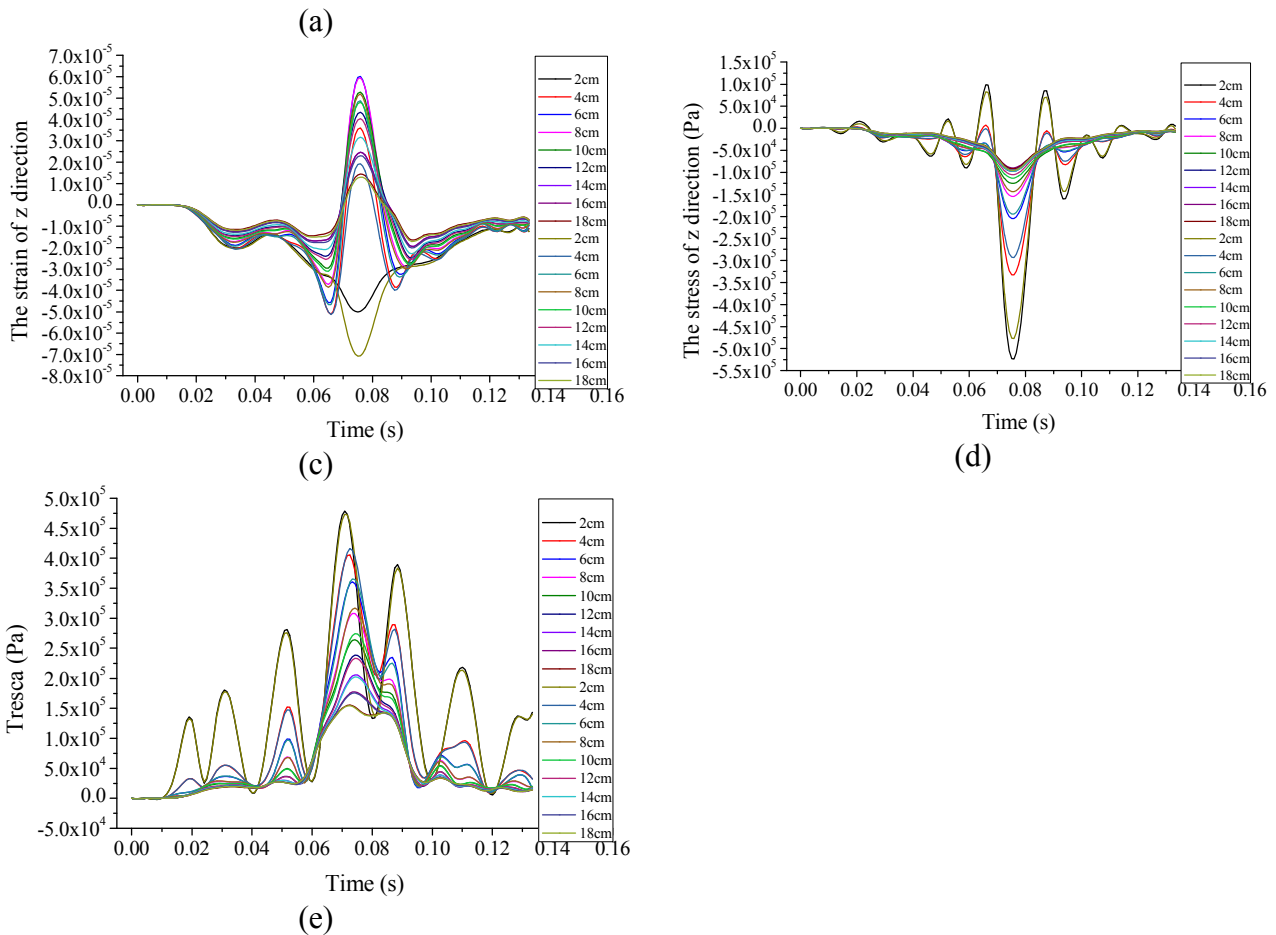 (a)
The strain of z direction
7.0x10-5
6.0x10-5
5.0x10-5
4.0x10-5
3.0x10-5
2.0x10-5
1.0x10-5
0.0
-1.0x10-5
-2.0x10-5
-3.0x10-5
-4.0x10-5
-5.0x10-5
-6.0x10-5
-7.0x10-5
-8.0x10-5
0.00 0.02 0.04 0.06 0.08 0.10 0.12 0.14 0.16
Time (s)
2cm
4cm
6cm
8cm
10cm
12cm
14cm
16cm
18cm
2cm
4cm
6cm
8cm
10cm
12cm
14cm
16cm
18cm
(c)
The stress of z direction (Pa)
1.5x105
1.0x105
5.0x104
0.0
-5.0x104
-1.0x105
-1.5x105
-2.0x105
-2.5x105
-3.0x105
-3.5x105
-4.0x105
-4.5x105
-5.0x105
-5.5x105
0.00 0.02 0.04 0.06 0.08 0.10 0.12 0.14 0.16
Time (s)
2cm
4cm
6cm
8cm
10cm
12cm
14cm
16cm
18cm
2cm
4cm
6cm
8cm
10cm
12cm
14cm
16cm
18cm
(d)
Tresca (Pa)
5.0x105
4.5x105
4.0x105
3.5x105
3.0x105
2.5x105
2.0x105
1.5x105
1.0x105
5.0x104
0.0
-5.0x104
0.00 0.02 0.04 0.06 0.08 0.10 0.12 0.14 0.16
Time (s)
2cm
4cm
6cm
8cm
10cm
12cm
14cm
16cm
18cm
2cm
4cm
6cm
8cm
10cm
12cm
14cm
16cm
18cm
(e)